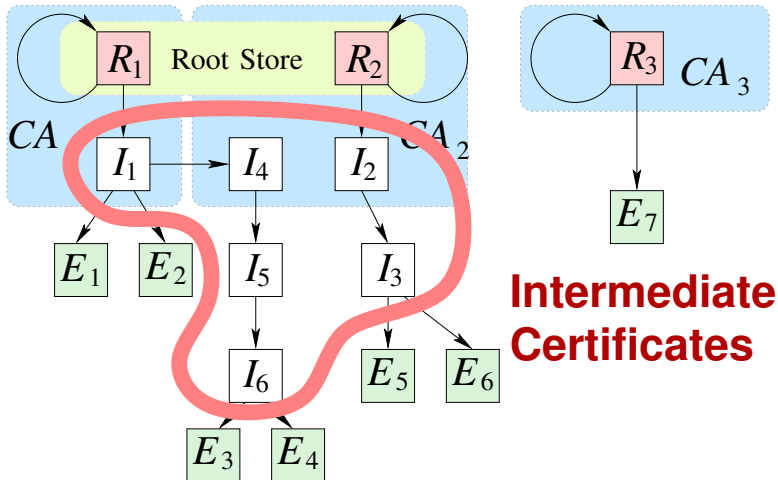 R1 Root Store R2 R3 CA 3
CA CA 2
I1 I4 I2
E7
E1 E2 I5 I3
Intermediate
Certificates
I6 E5 E6
E3 E4